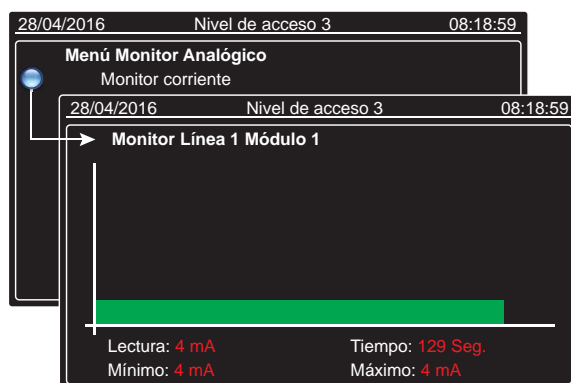 28/04/2016 Nivel de acceso 3 08:18:59
Menú Monitor Analógico
Monitor corriente
28/04/2016 Nivel de acceso 3 08:18:59
Monitor Línea 1 Módulo 1
Lectura: 4 mA Tiempo: 129 Seg.
Mínimo: 4 mA Máximo: 4 mA